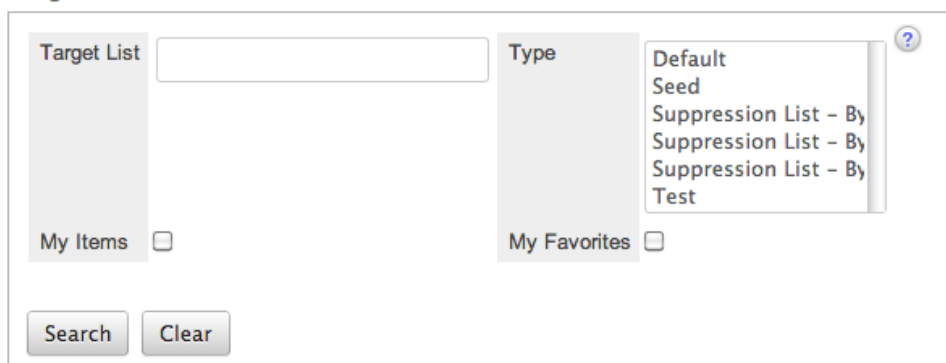 Target List
Type
Default
Seed
Suppression List – By
Suppression List – By
Suppression List – By
Test
?
My Items
My Favorites
Search
Clear